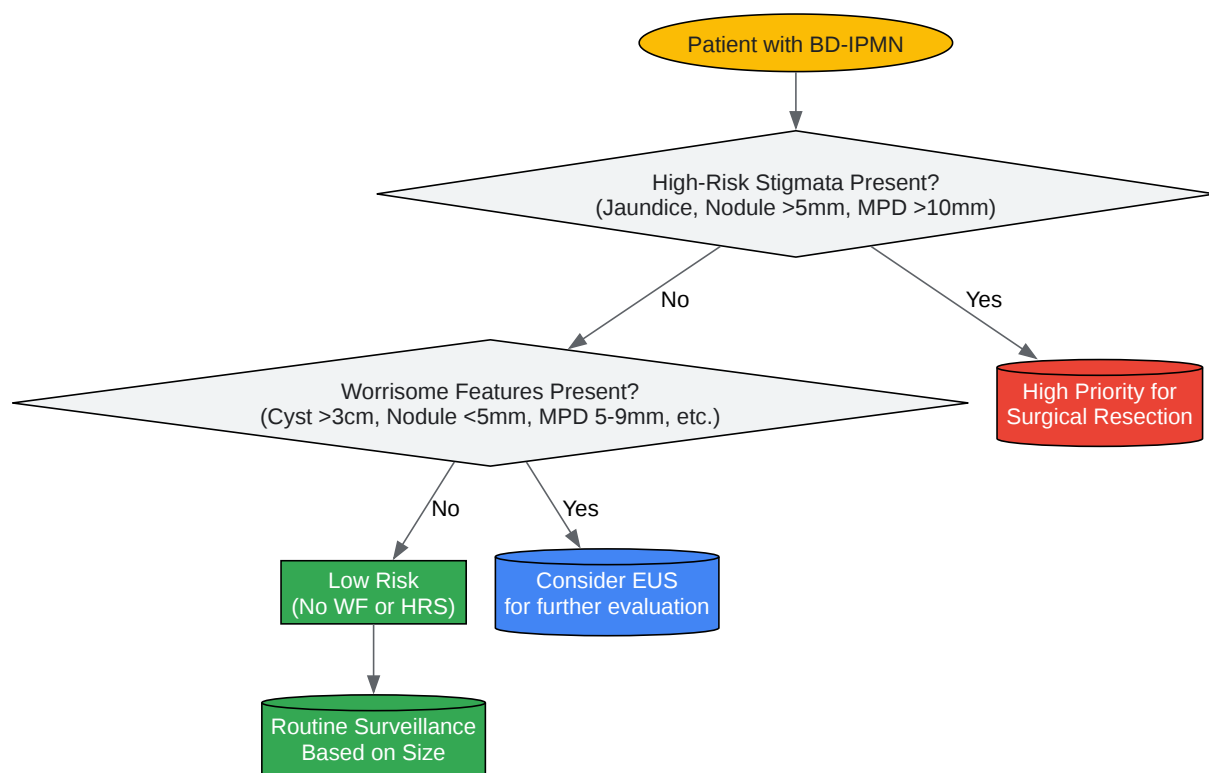 Patient with BD-IPMN
High-Risk Stigmata Present?
(Jaundice, Nodule >5mm, MPD >10mm)
No
Yes
Worrisome Features Present?
(Cyst >3cm, Nodule <5mm, MPD 5-9mm, etc.)
High Priority for
Surgical Resection
No
Yes
Low Risk
(No WF or HRS)
Consider EUS
for further evaluation
Routine Surveillance
Based on Size